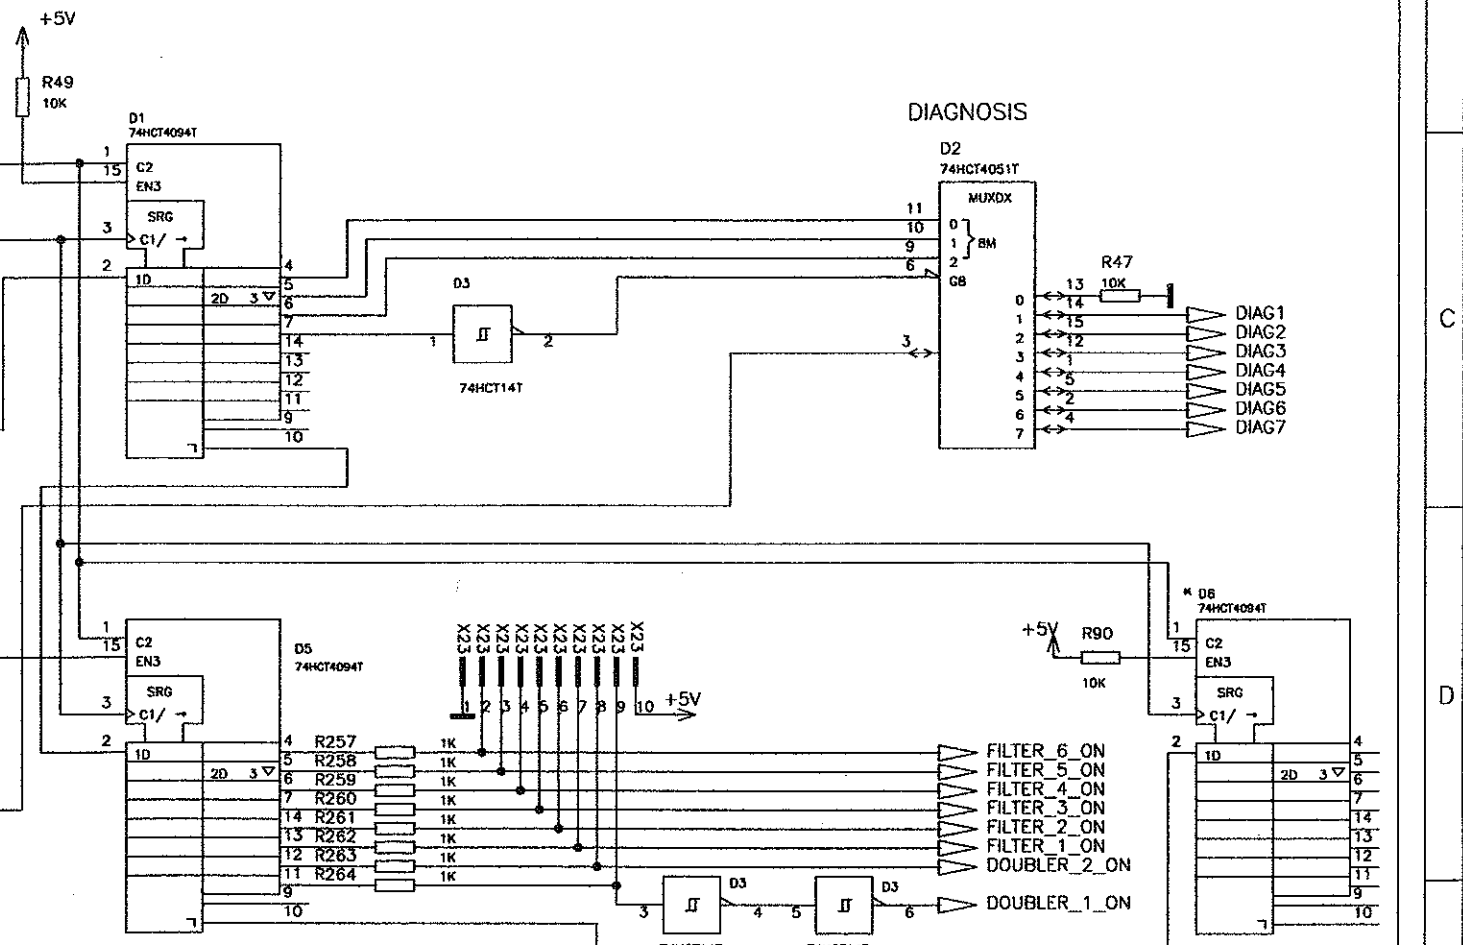 +5V
R49
10K
D1
74HCT4094T
1
15
C2
EN3
SRG
3
C1/ →
2
1D
2D 3
4
5
6
7
14
13
12
11
9
10
D3
1
2
74HCT14T
DIAGNOSIS
D2
74HCT4051T
MUXDX
11
10
9
6
0
1
2
8M
G8
3
0
1
2
3
4
5
6
7
13
14
15
12
1
5
2
4
R47
10K
DIAG1
DIAG2
DIAG3
DIAG4
DIAG5
DIAG6
DIAG7
C
1
15
C2
EN3
D5
74HCT4094T
SRG
3
C1/ →
2
1D
2D 3
4
5
6
7
14
13
12
11
9
10
R257 1K
R258 1K
R259 1K
R260 1K
R261 1K
R262 1K
R263 1K
R264 1K
X23 X23 X23 X23 X23 X23 X23 X23 X23 X23
1 2 3 4 5 6 7 8 9 10
+5V
FILTER_6_ON
FILTER_5_ON
FILTER_4_ON
FILTER_3_ON
FILTER_2_ON
FILTER_1_ON
DOUBLER_2_ON
DOUBLER_1_ON
3
D3
4
5
D3
6
+5V
R90
10K
* D6
74HCT4094T
1
15
C2
EN3
SRG
3
C1/ →
2
1D
2D 3
4
5
6
7
14
13
12
11
9
10
D